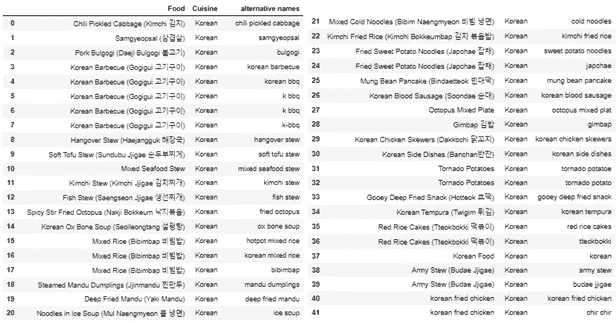 Food Cuisine alternative names
0 Chili Pickled Cabbage (Kimchi 김치) Korean chili pickled cabbage
1 Samgyeopsal (삼겹살) Korean samgyeopsal
2 Pork Bulgogi (Daeji Bulgogi 불고기) Korean bulgogi
3 Korean Barbecue (Gogigui 고기구이) Korean korean barbecue
4 Korean Barbecue (Gogigui 고기구이) Korean korean bbq
5 Korean Barbecue (Gogigui 고기구이) Korean k bbq
6 Korean Barbecue (Gogigui 고기구이) Korean k bbq
7 Korean Barbecue (Gogigui 고기구이) Korean k-bbq
8 Hangover Stew (Haejangguk 해장국) Korean hangover stew
9 Soft Tofu Stew (Sundubu Jjigae 순두부찌게) Korean soft tofu stew
10 Mixed Seafood Stew Korean mixed seafood stew
11 Kimchi Stew (Kimchi Jjigae 김치찌개) Korean kimchi stew
12 Fish Stew (Saengseon Jjigae 생선찌개) Korean fish stew
13 Spicy Stir Fried Octopus (Nakji Bokkeum 낙지볶음) Korean fried octopus
14 Korean Ox Bone Soup (Seolleongtang 설렁탕) Korean ox bone soup
15 Mixed Rice (Bibimbap 비빔밥) Korean hotpot mixed rice
16 Mixed Rice (Bibimbap 비빔밥) Korean korean mixed rice
17 Mixed Rice (Bibimbap 비빔밥) Korean bibimbap
18 Steamed Mandu Dumplings (Jjinmandu 찐만두) Korean mandu dumplings
19 Deep Fried Mandu (Yaki Mandu) Korean deep fried mandu
20 Noodles in Ice Soup (Mul Naengmyeon 물 냉면) Korean ice soup
21 Mixed Cold Noodles (Bibim Naengmyeon 비빔 냉면) Korean cold noodles
22 Kimchi Fried Rice (Kimchi Bokkeumbap 김치 볶음밥) Korean kimchi fried rice
23 Fried Sweet Potato Noodles (Japchae 잡채) Korean sweet potato noodles
24 Fried Sweet Potato Noodles (Japchae 잡채) Korean japchae
25 Mung Bean Pancake (Bindaetteok 빈대떡) Korean mung bean pancake
26 Korean Blood Sausage (Soondae 순대) Korean korean blood sausage
27 Octopus Mixed Plate Korean octopus mixed plat
28 Gimbap 김밥 Korean gimbap
29 Korean Chicken Skewers (Dakkochi 닭꼬치) Korean korean chicken skewers
30 Korean Side Dishes (Banchan반찬) Korean korean side dishes
31 Tornado Potatoes Korean tornado potatoe
32 Tornado Potatoes Korean tornado potato
33 Gooey Deep Fried Snack (Hotteok 호떡) Korean gooey deep fried snack
34 Korean Tempura (Twigim 튀김) Korean korean tempura
35 Red Rice Cakes (Tteokbokki 떡볶이) Korean red rice cakes
36 Red Rice Cakes (Tteokbokki 떡볶이) Korean tteokbokki
37 Korean Food Korean korean
38 Army Stew (Budae Jjigae) Korean army stew
39 Army Stew (Budae Jjigae) Korean budae jjigae
40 korean fried chicken Korean korean fried chicken
41 korean fried chicken Korean chir chir